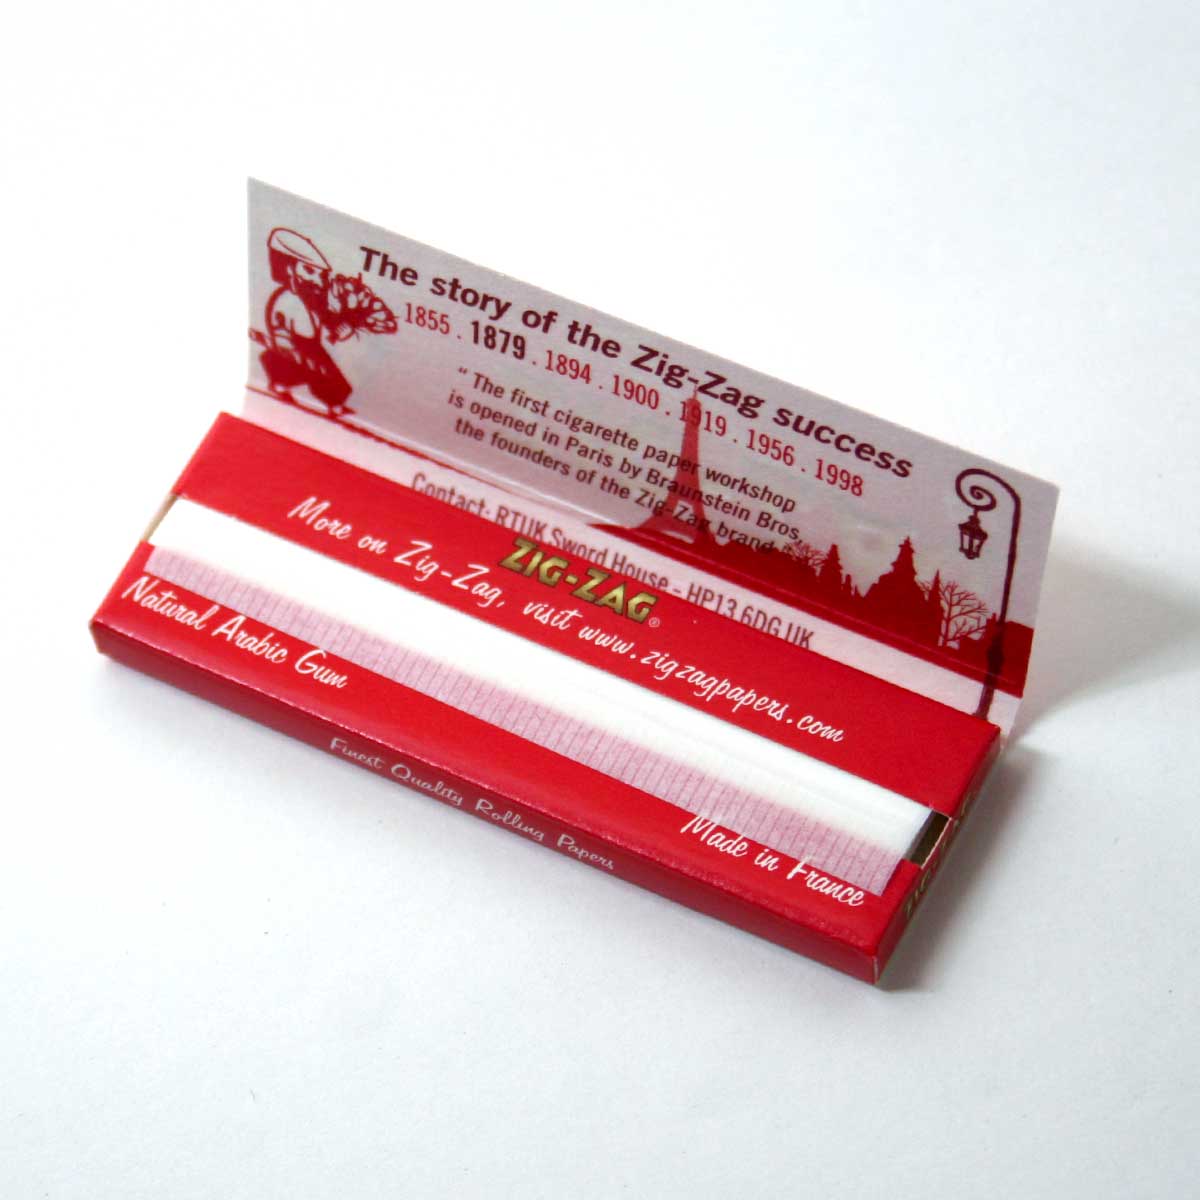 The story of the Zig-Zag success
1855 . 1879 . 1894 . 1900 . 1919 . 1956 . 1998
" The first cigarette paper workshop
is opened in Paris by Braunstein Bros,
the founders of the Zig-Zag brand "
Contact: RTUK Sword House - HP13 6DG UK
ZIG-ZAG®
More on Zig-Zag, visit www.zigzagpapers.com
Natural Arabic Gum
Made in France
Finest Quality Rolling Papers
ZIG-ZAG